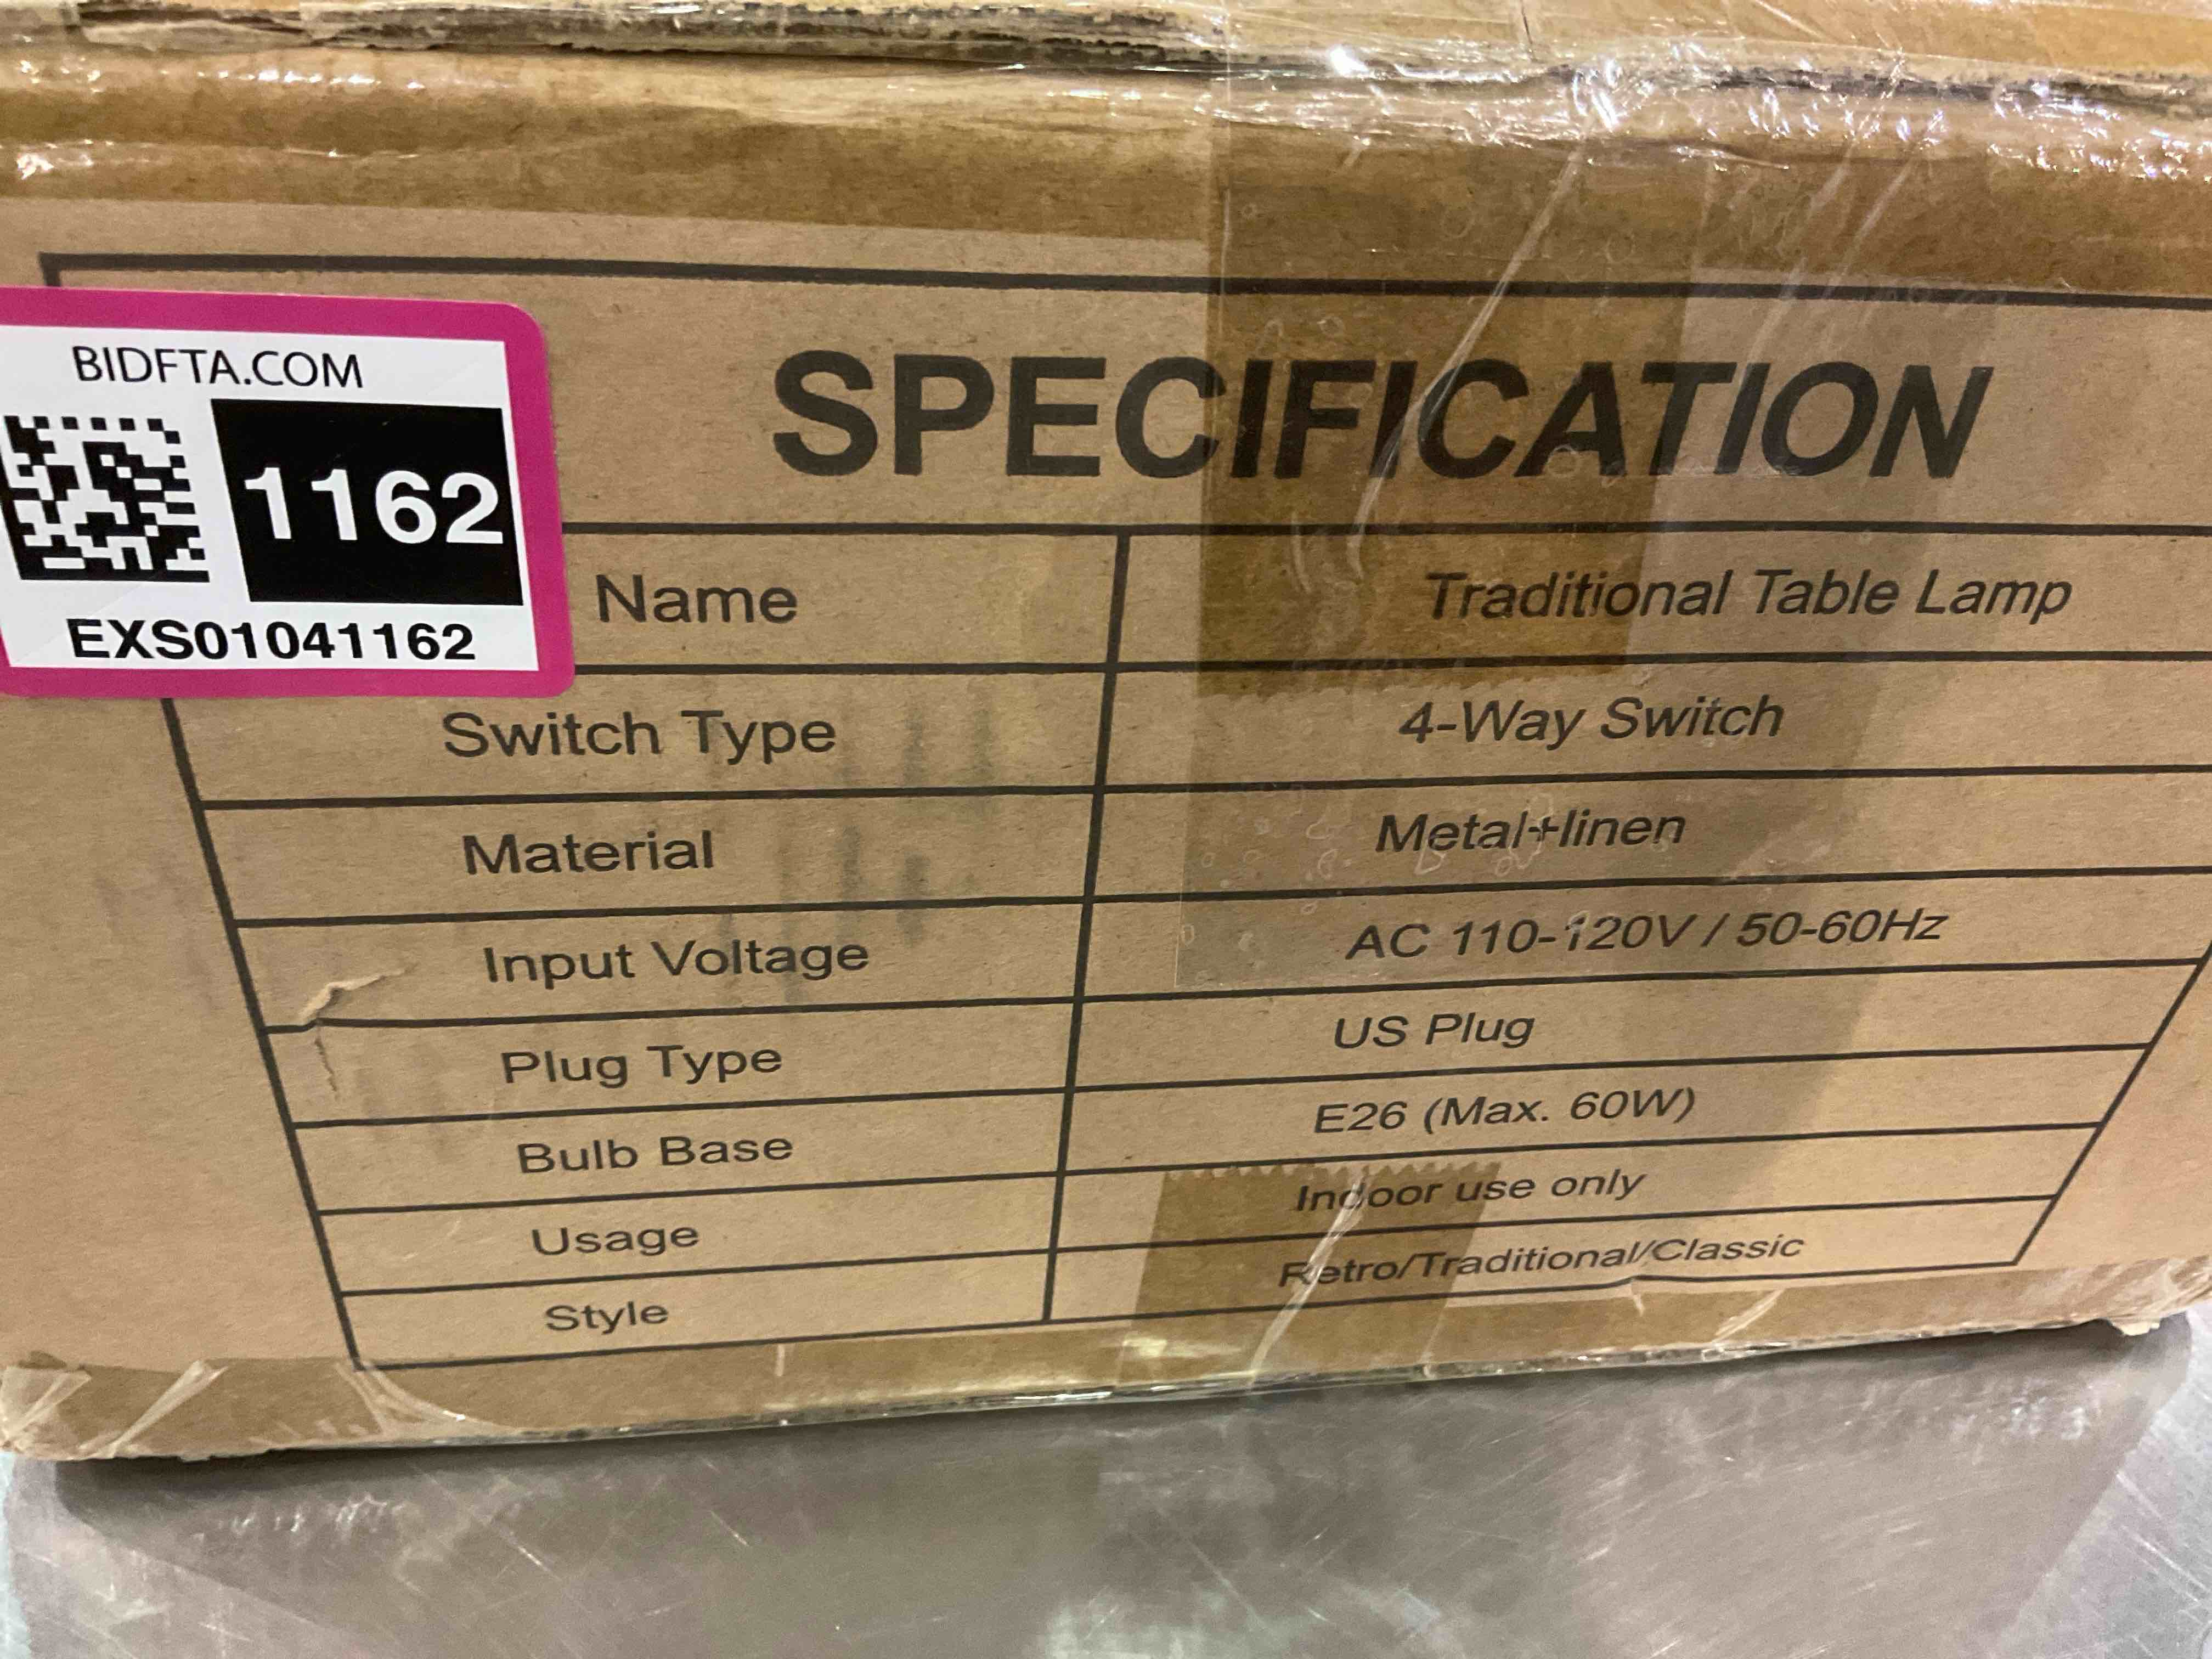 BIDFTA.COM
1162
EXS01041162
SPECIFICATION
Name Traditional Table Lamp
Switch Type 4-Way Switch
Material Metal+linen
Input Voltage AC 110-120V / 50-60Hz
Plug Type US Plug
Bulb Base E26 (Max. 60W)
Usage Indoor use only
Style Retro/Traditional/Classic